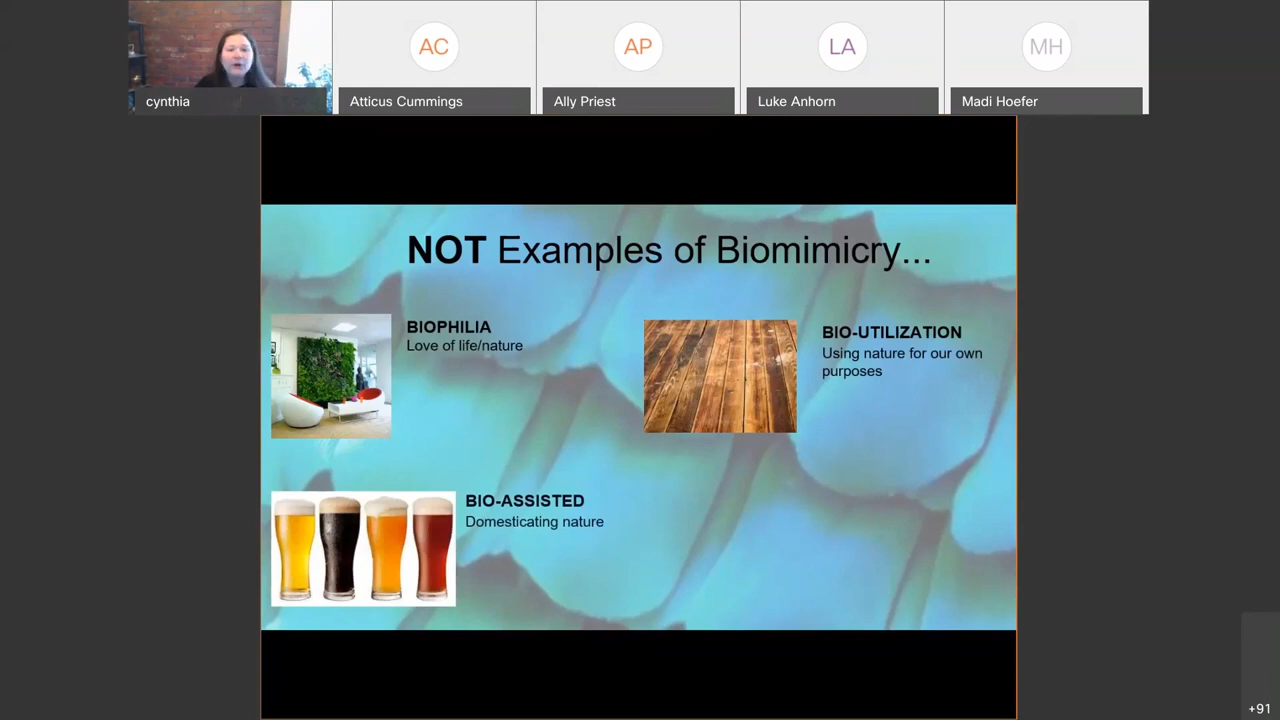 AC
AP
LA
MH
cynthia
Atticus Cummings
Ally Priest
Luke Anhorn
Madi Hoefer
NOT Examples of Biomimicry...
BIOPHILIA
Love of life/nature
BIO-UTILIZATION
Using nature for our own
purposes
BIO-ASSISTED
Domesticating nature
+91